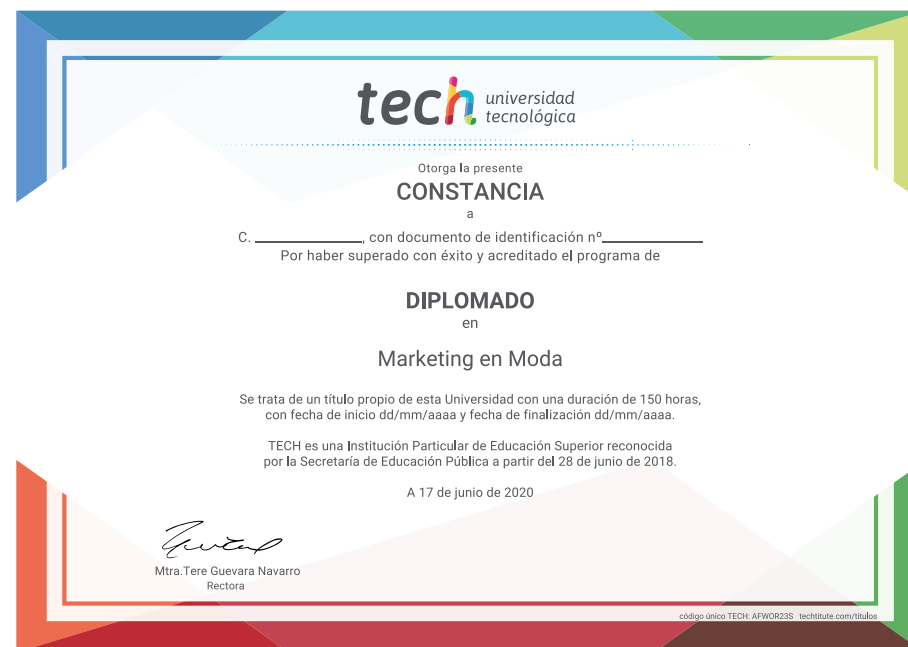 tech universidad
tecnológica
Otorga la presente
CONSTANCIA
a
C. ____________, con documento de identificación nº____________
Por haber superado con éxito y acreditado el programa de
DIPLOMADO
en
Marketing en Moda
Se trata de un título propio de esta Universidad con una duración de 150 horas,
con fecha de inicio dd/mm/aaaa y fecha de finalización dd/mm/aaaa.
TECH es una Institución Particular de Educación Superior reconocida
por la Secretaría de Educación Pública a partir del 28 de junio de 2018.
A 17 de junio de 2020
Mtra.Tere Guevara Navarro
Rectora
código único TECH: AFWOR23S techtitute.com/titulos